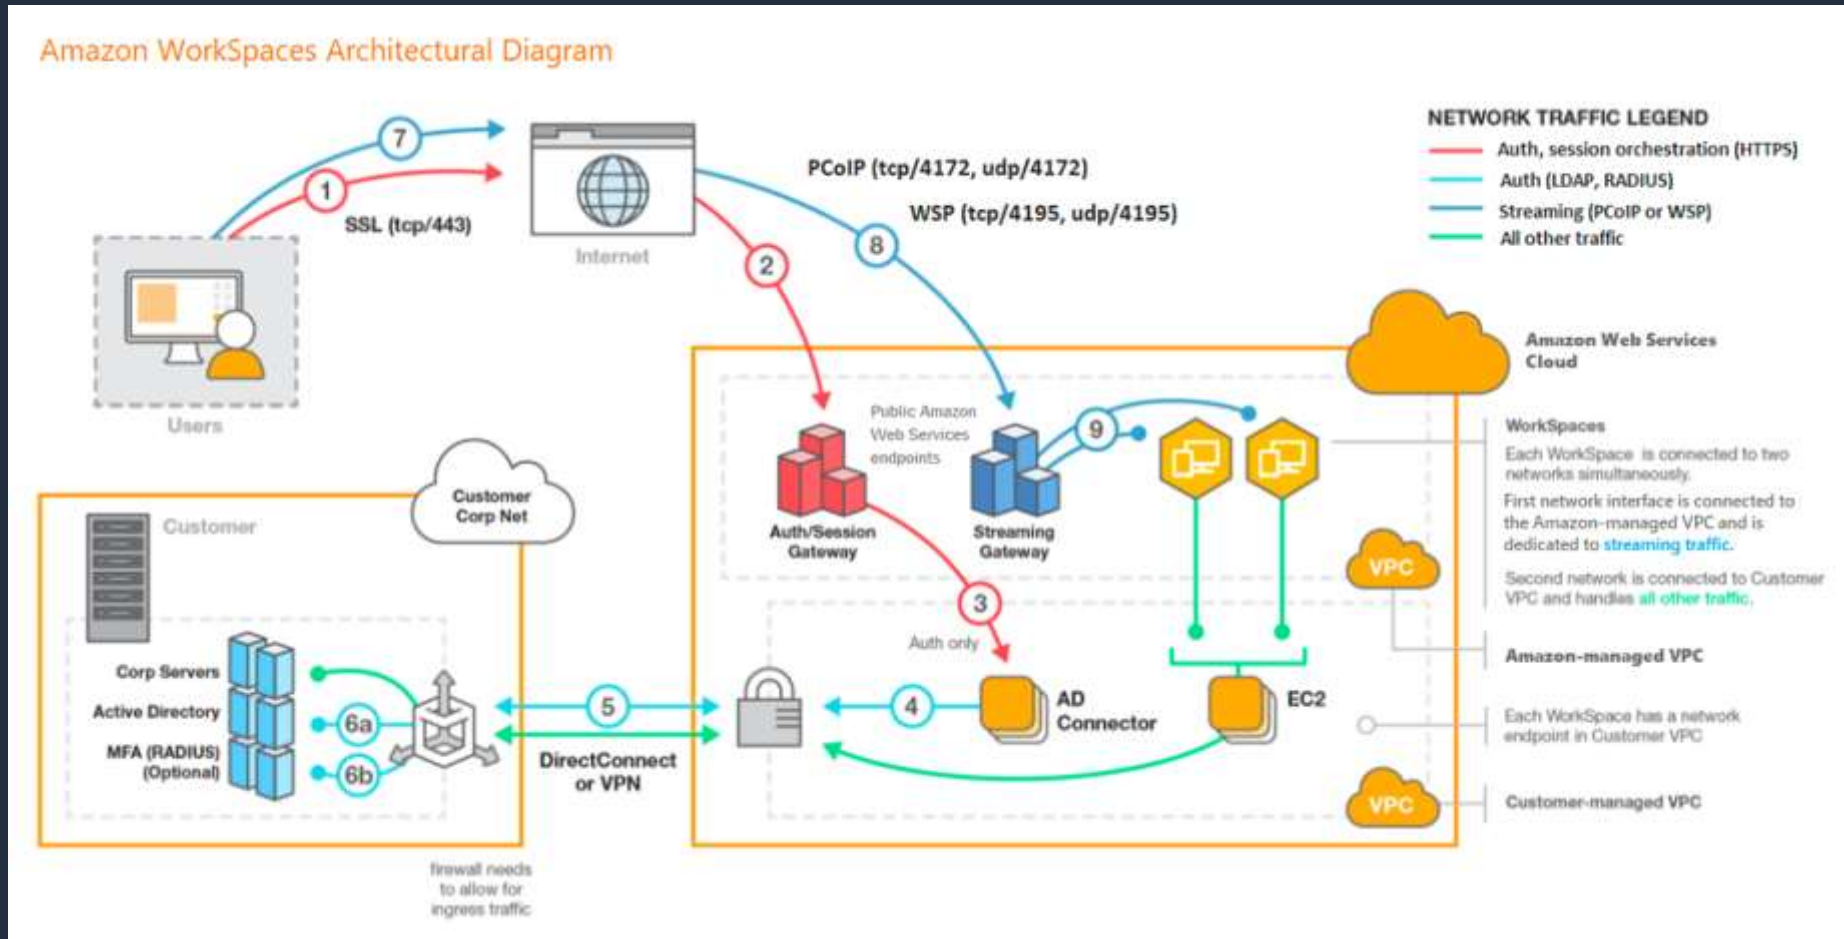 Amazon WorkSpaces Architectural Diagram
7
1
SSL (tcp/443)
Users
Internet
PCoIP (tcp/4172, udp/4172)
WSP (tcp/4195, udp/4195)
2
8
NETWORK TRAFFIC LEGEND
Auth, session orchestration (HTTPS)
Auth (LDAP, RADIUS)
Streaming (PCoIP or WSP)
All other traffic
Amazon Web Services
Cloud
Public Amazon
Web Services
endpoints
9
Auth/Session
Gateway
Streaming
Gateway
3
Auth only
WorkSpaces
Each WorkSpace is connected to two
networks simultaneously.
First network interface is connected to
the Amazon-managed VPC and is
dedicated to streaming traffic.
Second network is connected to Customer
VPC and handles all other traffic.
VPC
Amazon-managed VPC
Customer
Corp Net
Customer
Corp Servers
Active Directory
MFA (RADIUS)
(Optional)
6a
6b
5
DirectConnect
or VPN
4
AD
Connector
EC2
Each WorkSpace has a network
endpoint in Customer VPC
VPC
Customer-managed VPC
firewall needs
to allow for
ingress traffic